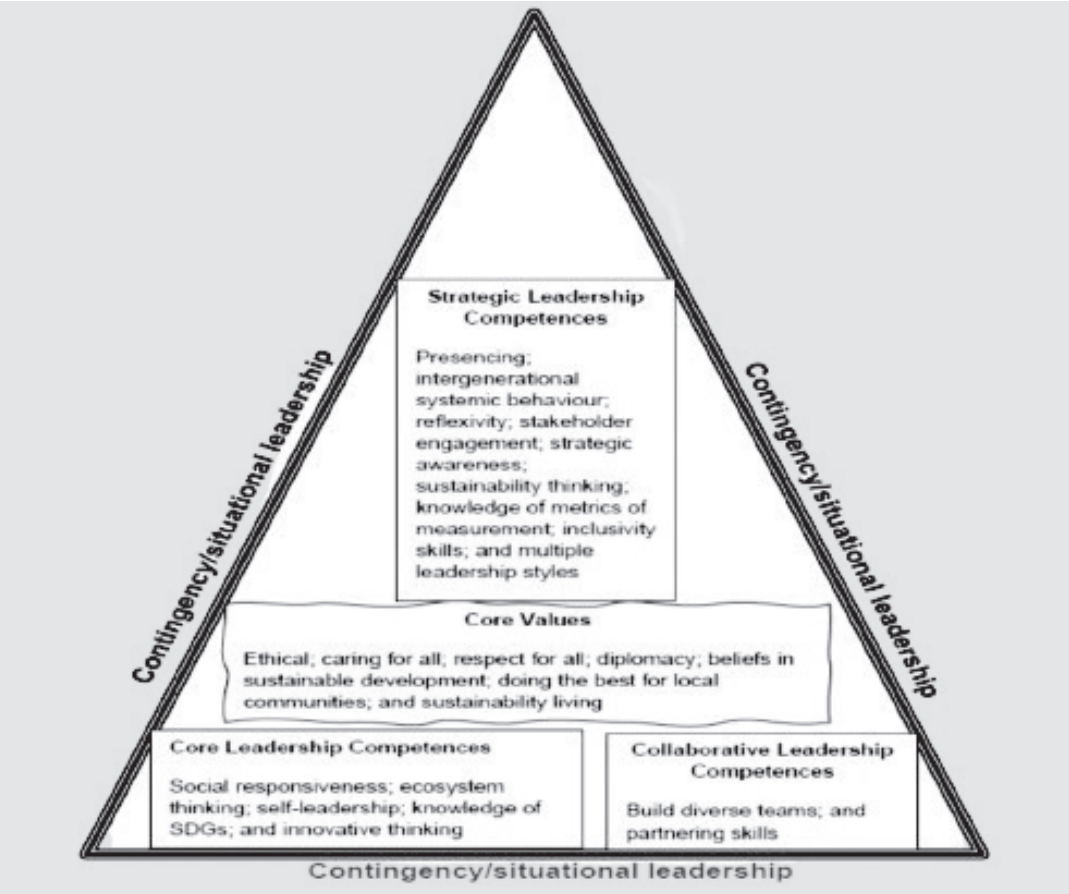 Strategic Leadership
Competences
Presencing;
intergenerational
systemic behaviour;
reflexivity; stakeholder
engagement; strategic
awareness;
sustainability thinking;
knowledge of metrics of
measurement; inclusivity
skills; and multiple
leadership styles
Contingency/situational leadership
Contingency/situational leadership
Core Values
Ethical; caring for all; respect for all; diplomacy; beliefs in
sustainable development; doing the best for local
communities; and sustainability living
Core Leadership Competences
Social responsiveness; ecosystem
thinking; self-leadership; knowledge of
SDGs; and innovative thinking
Collaborative Leadership
Competences
Build diverse teams; and
partnering skills
Contingency/situational leadership